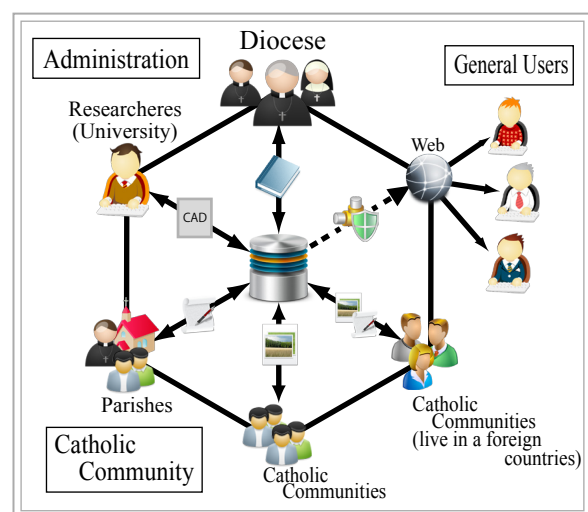 Administration
Diocese
General Users
Researcheres
(University)
Web
CAD
Parishes
Catholic
Communities
(live in a foreign
countries)
Catholic
Community
Catholic
Communities